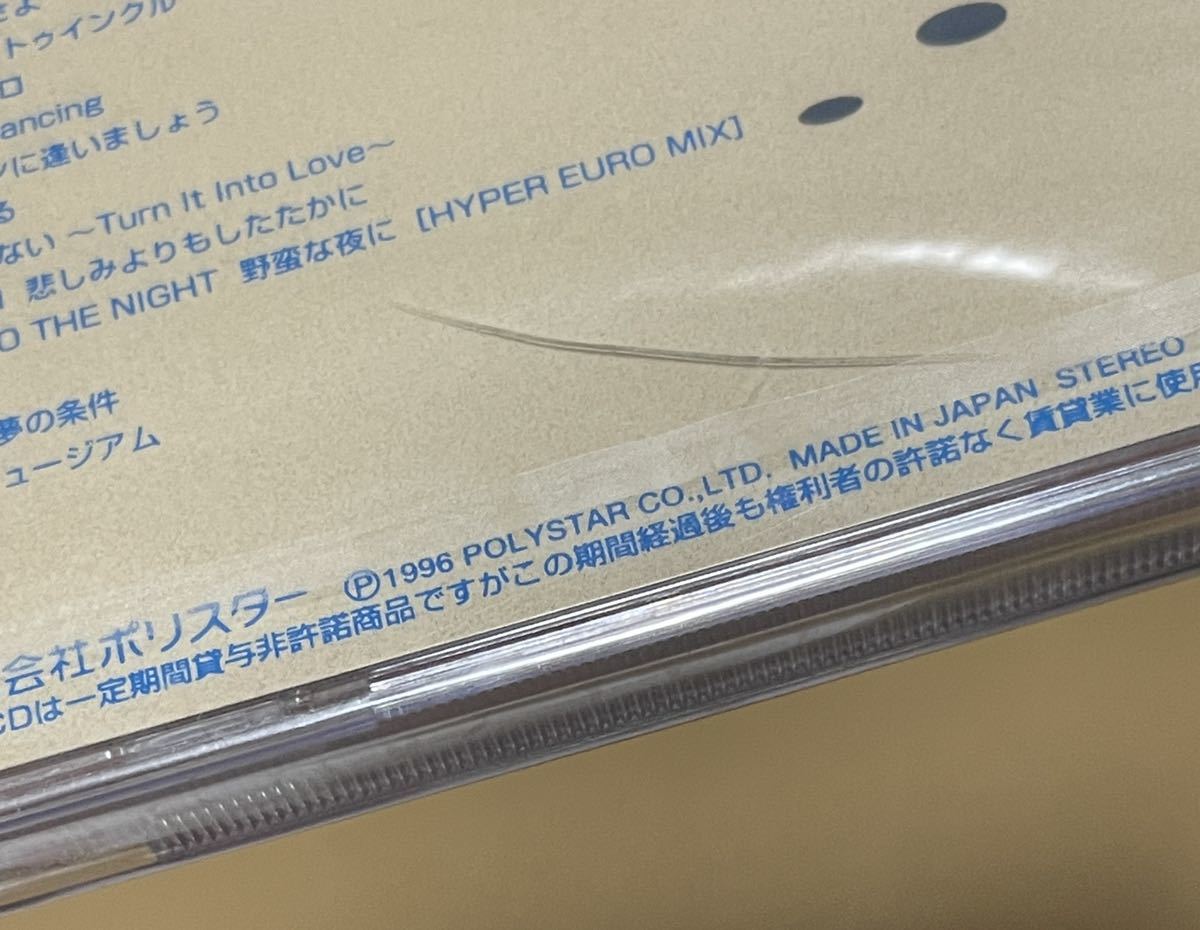 トゥインクル
ロ
ancing
ンに逢いましょう
る
ない ～Turn It Into Love～
悲しみよりもしたたかに
O THE NIGHT 野蛮な夜に [HYPER EURO MIX]
夢の条件
ュージアム
会社ポリスター Ⓟ1996 POLYSTAR CO.,LTD. MADE IN JAPAN STEREO
CDは一定期間貸与非許諾商品ですがこの期間経過後も権利者の許諾なく賃貸業に使用